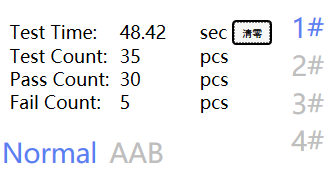 Test Time: 48.42 sec 清零
Test Count: 35 pcs
Pass Count: 30 pcs
Fail Count: 5 pcs
Normal AAB
1#
2#
3#
4#